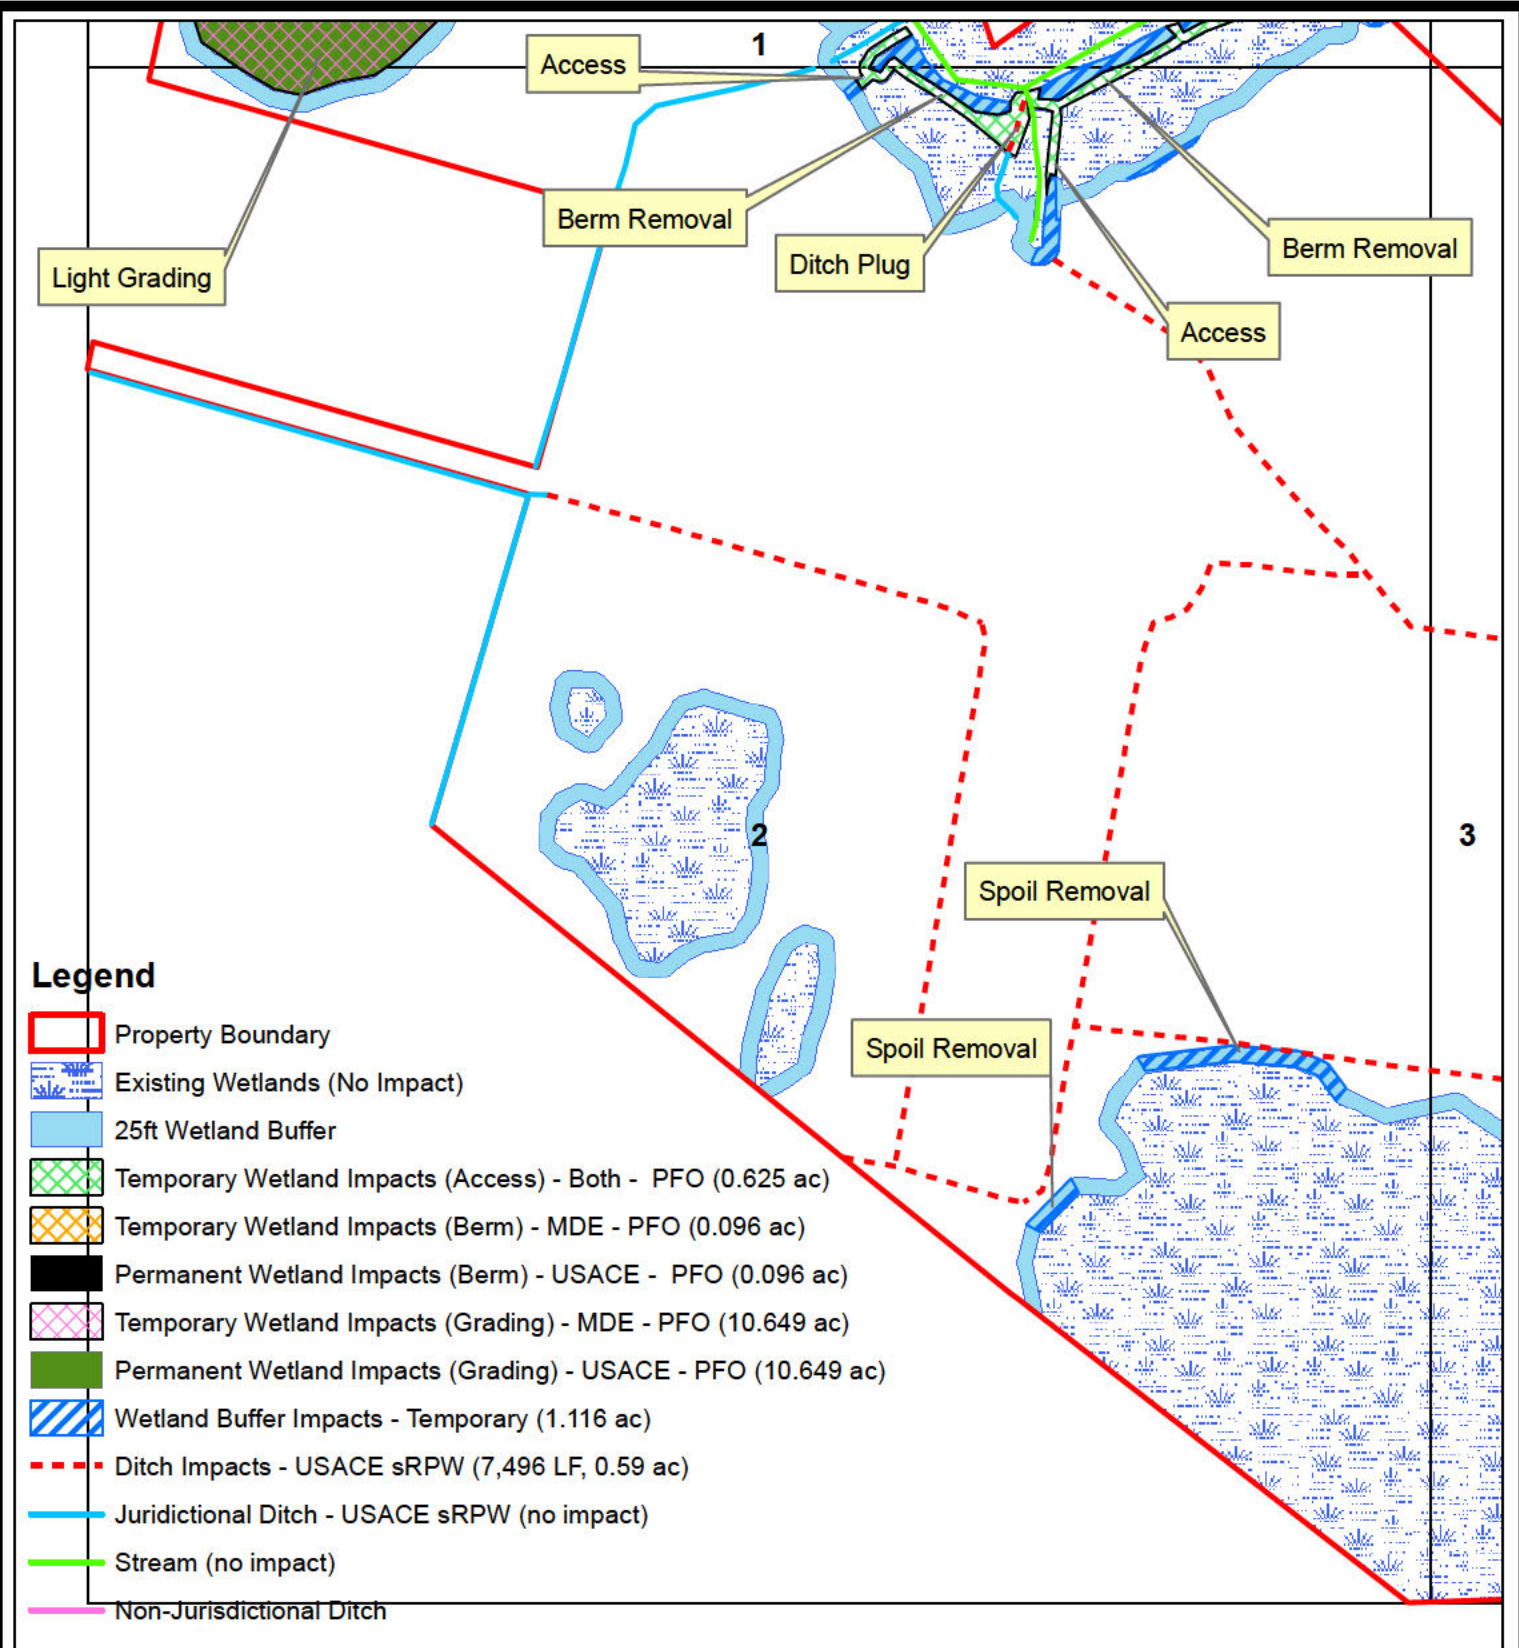 1
Access
Berm Removal
Light Grading
Ditch Plug
Berm Removal
Access
2
3
Spoil Removal
Spoil Removal
Legend
Property Boundary
Existing Wetlands (No Impact)
25ft Wetland Buffer
Temporary Wetland Impacts (Access) - Both - PFO (0.625 ac)
Temporary Wetland Impacts (Berm) - MDE - PFO (0.096 ac)
Permanent Wetland Impacts (Berm) - USACE - PFO (0.096 ac)
Temporary Wetland Impacts (Grading) - MDE - PFO (10.649 ac)
Permanent Wetland Impacts (Grading) - USACE - PFO (10.649 ac)
Wetland Buffer Impacts - Temporary (1.116 ac)
Ditch Impacts - USACE sRPW (7,496 LF, 0.59 ac)
Juridictional Ditch - USACE sRPW (no impact)
Stream (no impact)
Non-Jurisdictional Ditch